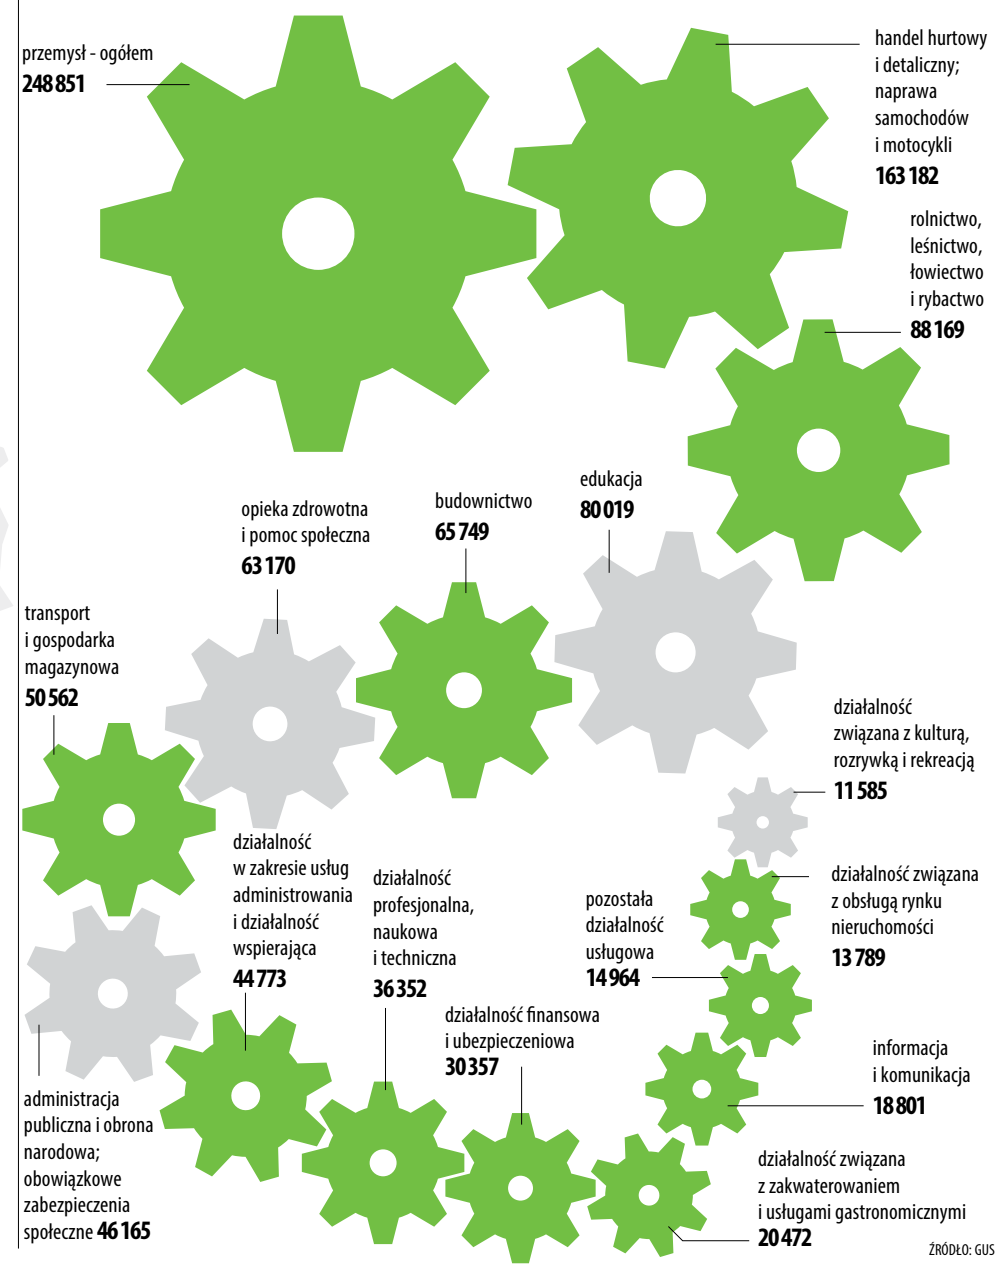 przemysł - ogółem
248 851
handel hurtowy
i detaliczny;
naprawa
samochodów
i motocykli
163 182
rolnictwo,
leśnictwo,
łowiectwo
i rybactwo
88 169
edukacja
80 019
budownictwo
65 749
opieka zdrowotna
i pomoc społeczna
63 170
transport
i gospodarka
magazynowa
50 562
administracja
publiczna i obrona
narodowa;
obowiązkowe
zabezpieczenia
społeczne 46 165
działalność
w zakresie usług
administrowania
i działalność
wspierająca
44 773
działalność
profesjonalna,
naukowa
i techniczna
36 352
działalność finansowa
i ubezpieczeniowa
30 357
działalność związana
z zakwaterowaniem
i usługami gastronomicznymi
20 472
informacja
i komunikacja
18 801
pozostała
działalność
usługowa
14 964
działalność związana
z obsługą rynku
nieruchomości
13 789
działalność
związana z kulturą,
rozrywką i rekreacją
11 585
ŹRÓDŁO: GUS